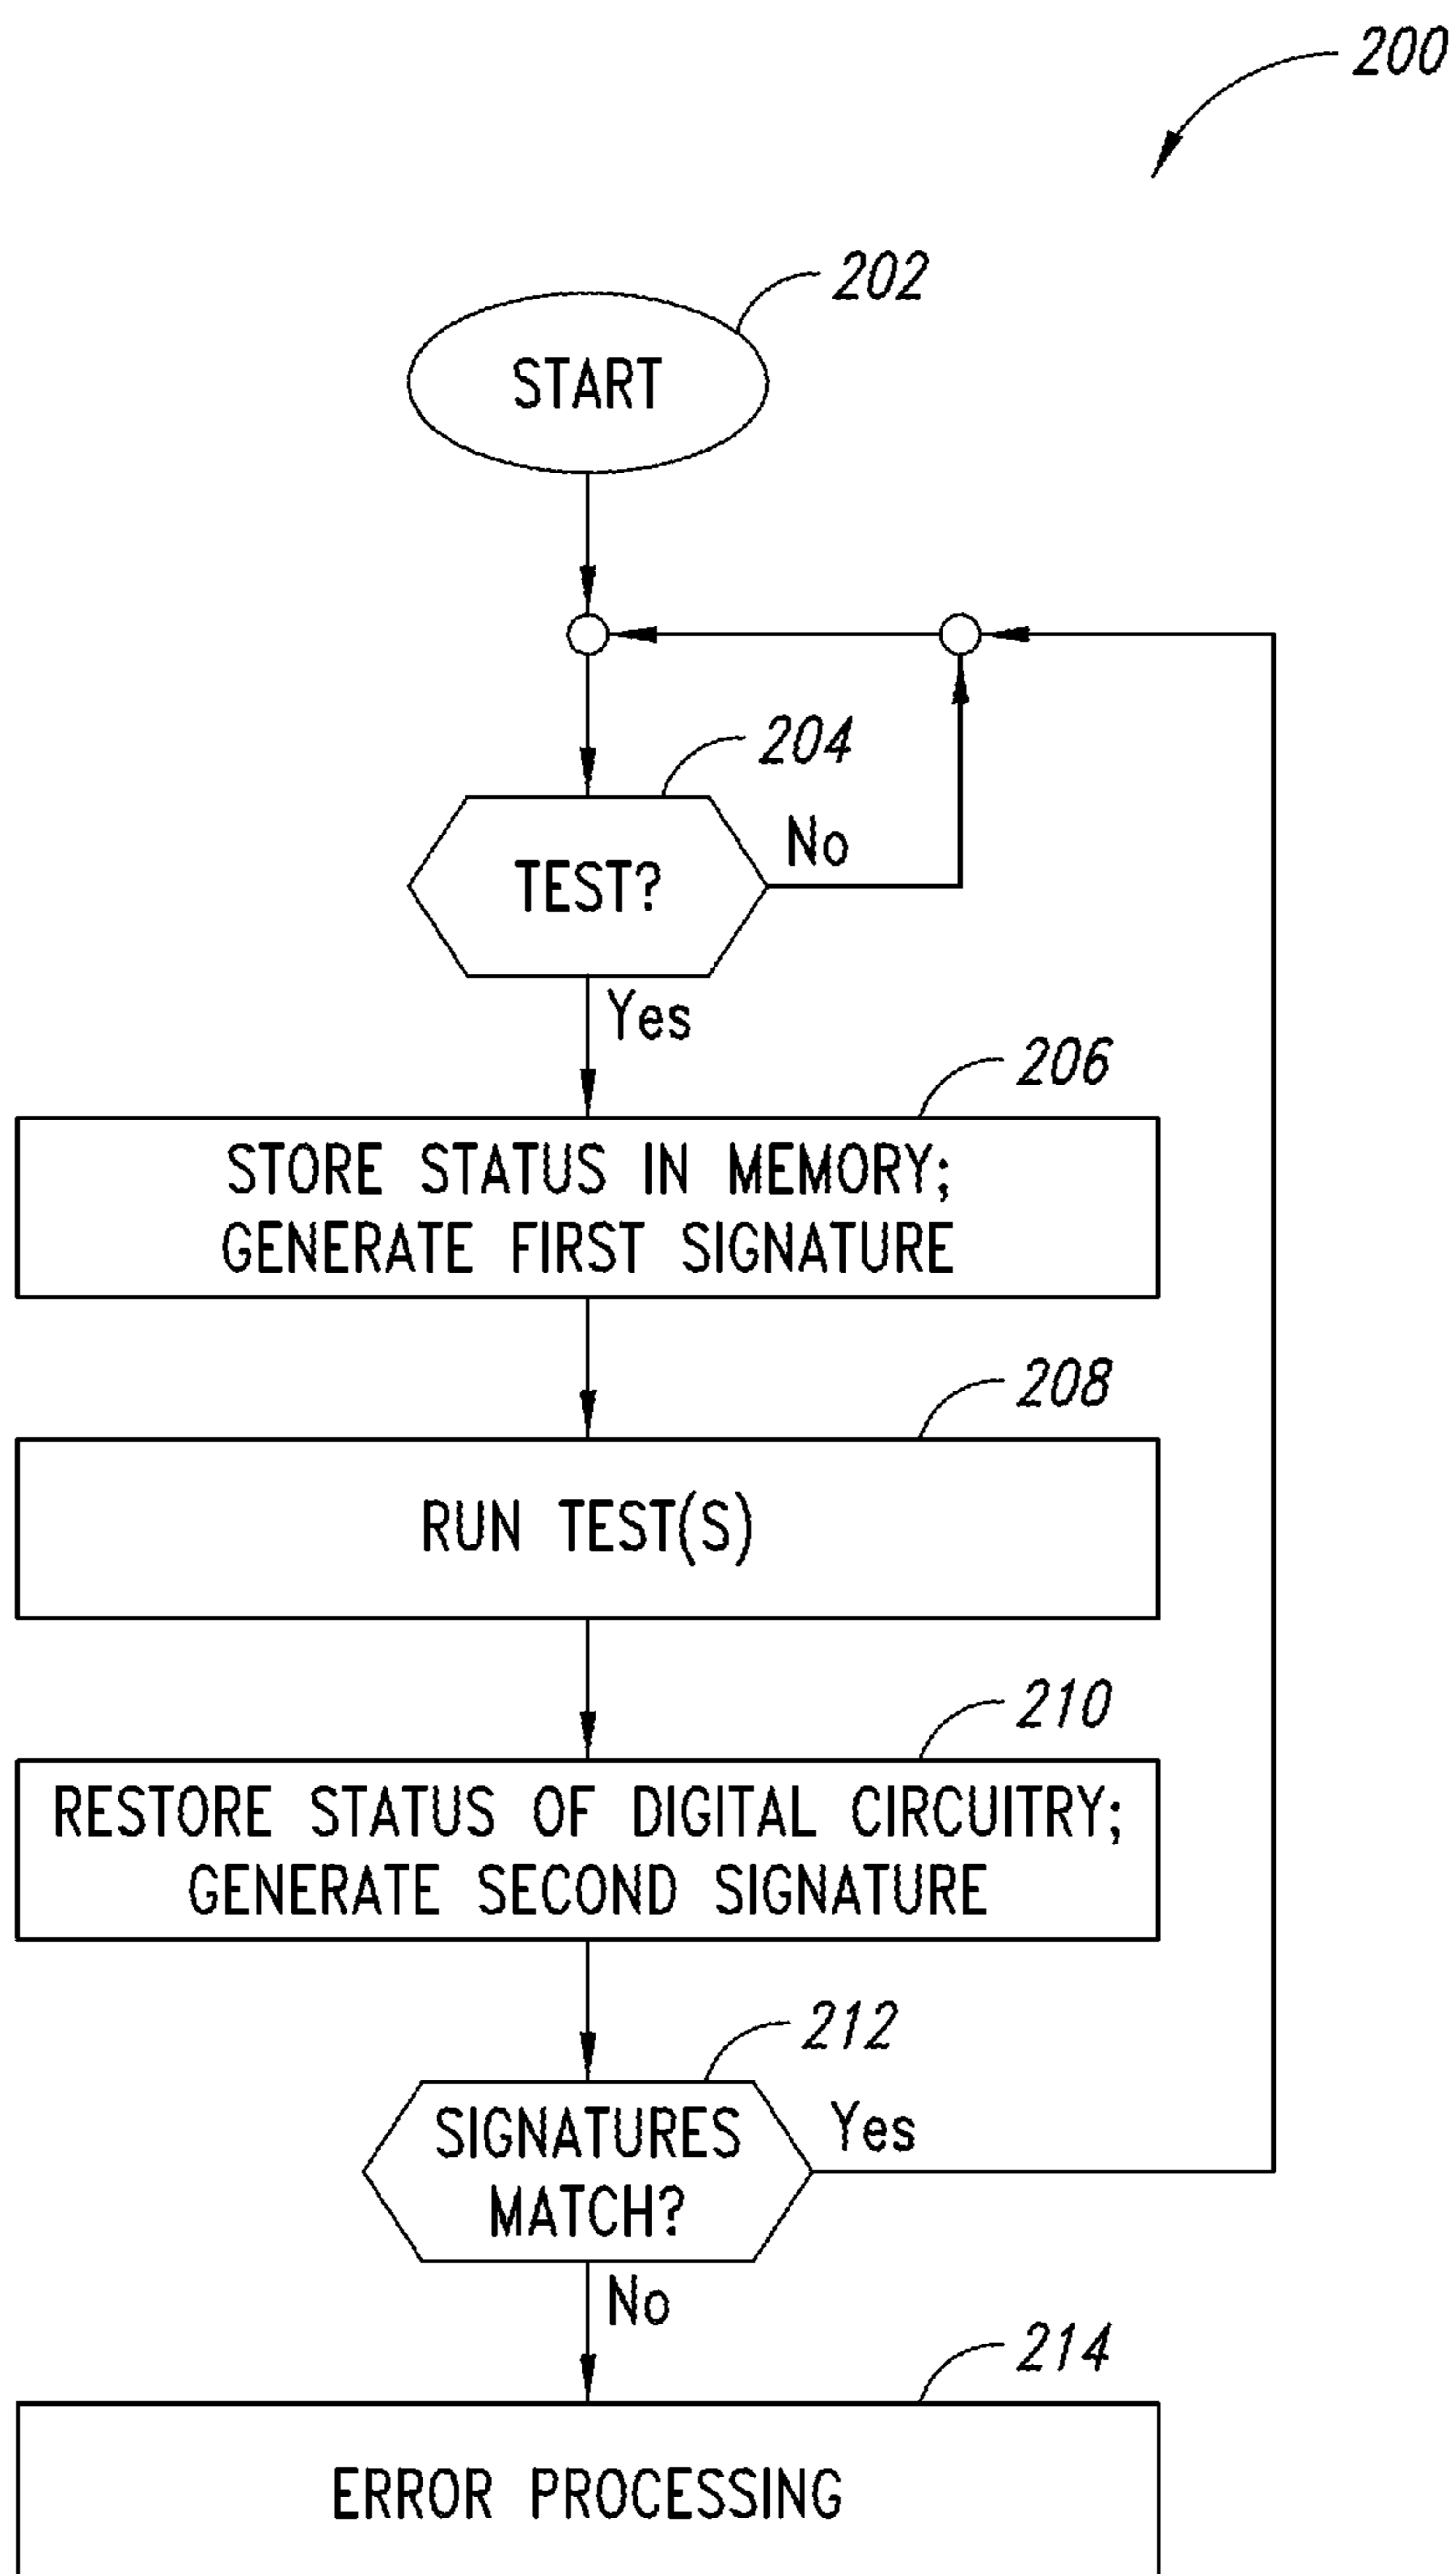 200
202
START
204
No
TEST?
Yes
206
STORE STATUS IN MEMORY;
GENERATE FIRST SIGNATURE
208
RUN TEST(S)
210
RESTORE STATUS OF DIGITAL CIRCUITRY;
GENERATE SECOND SIGNATURE
212
SIGNATURES
MATCH?
Yes
No
214
ERROR PROCESSING